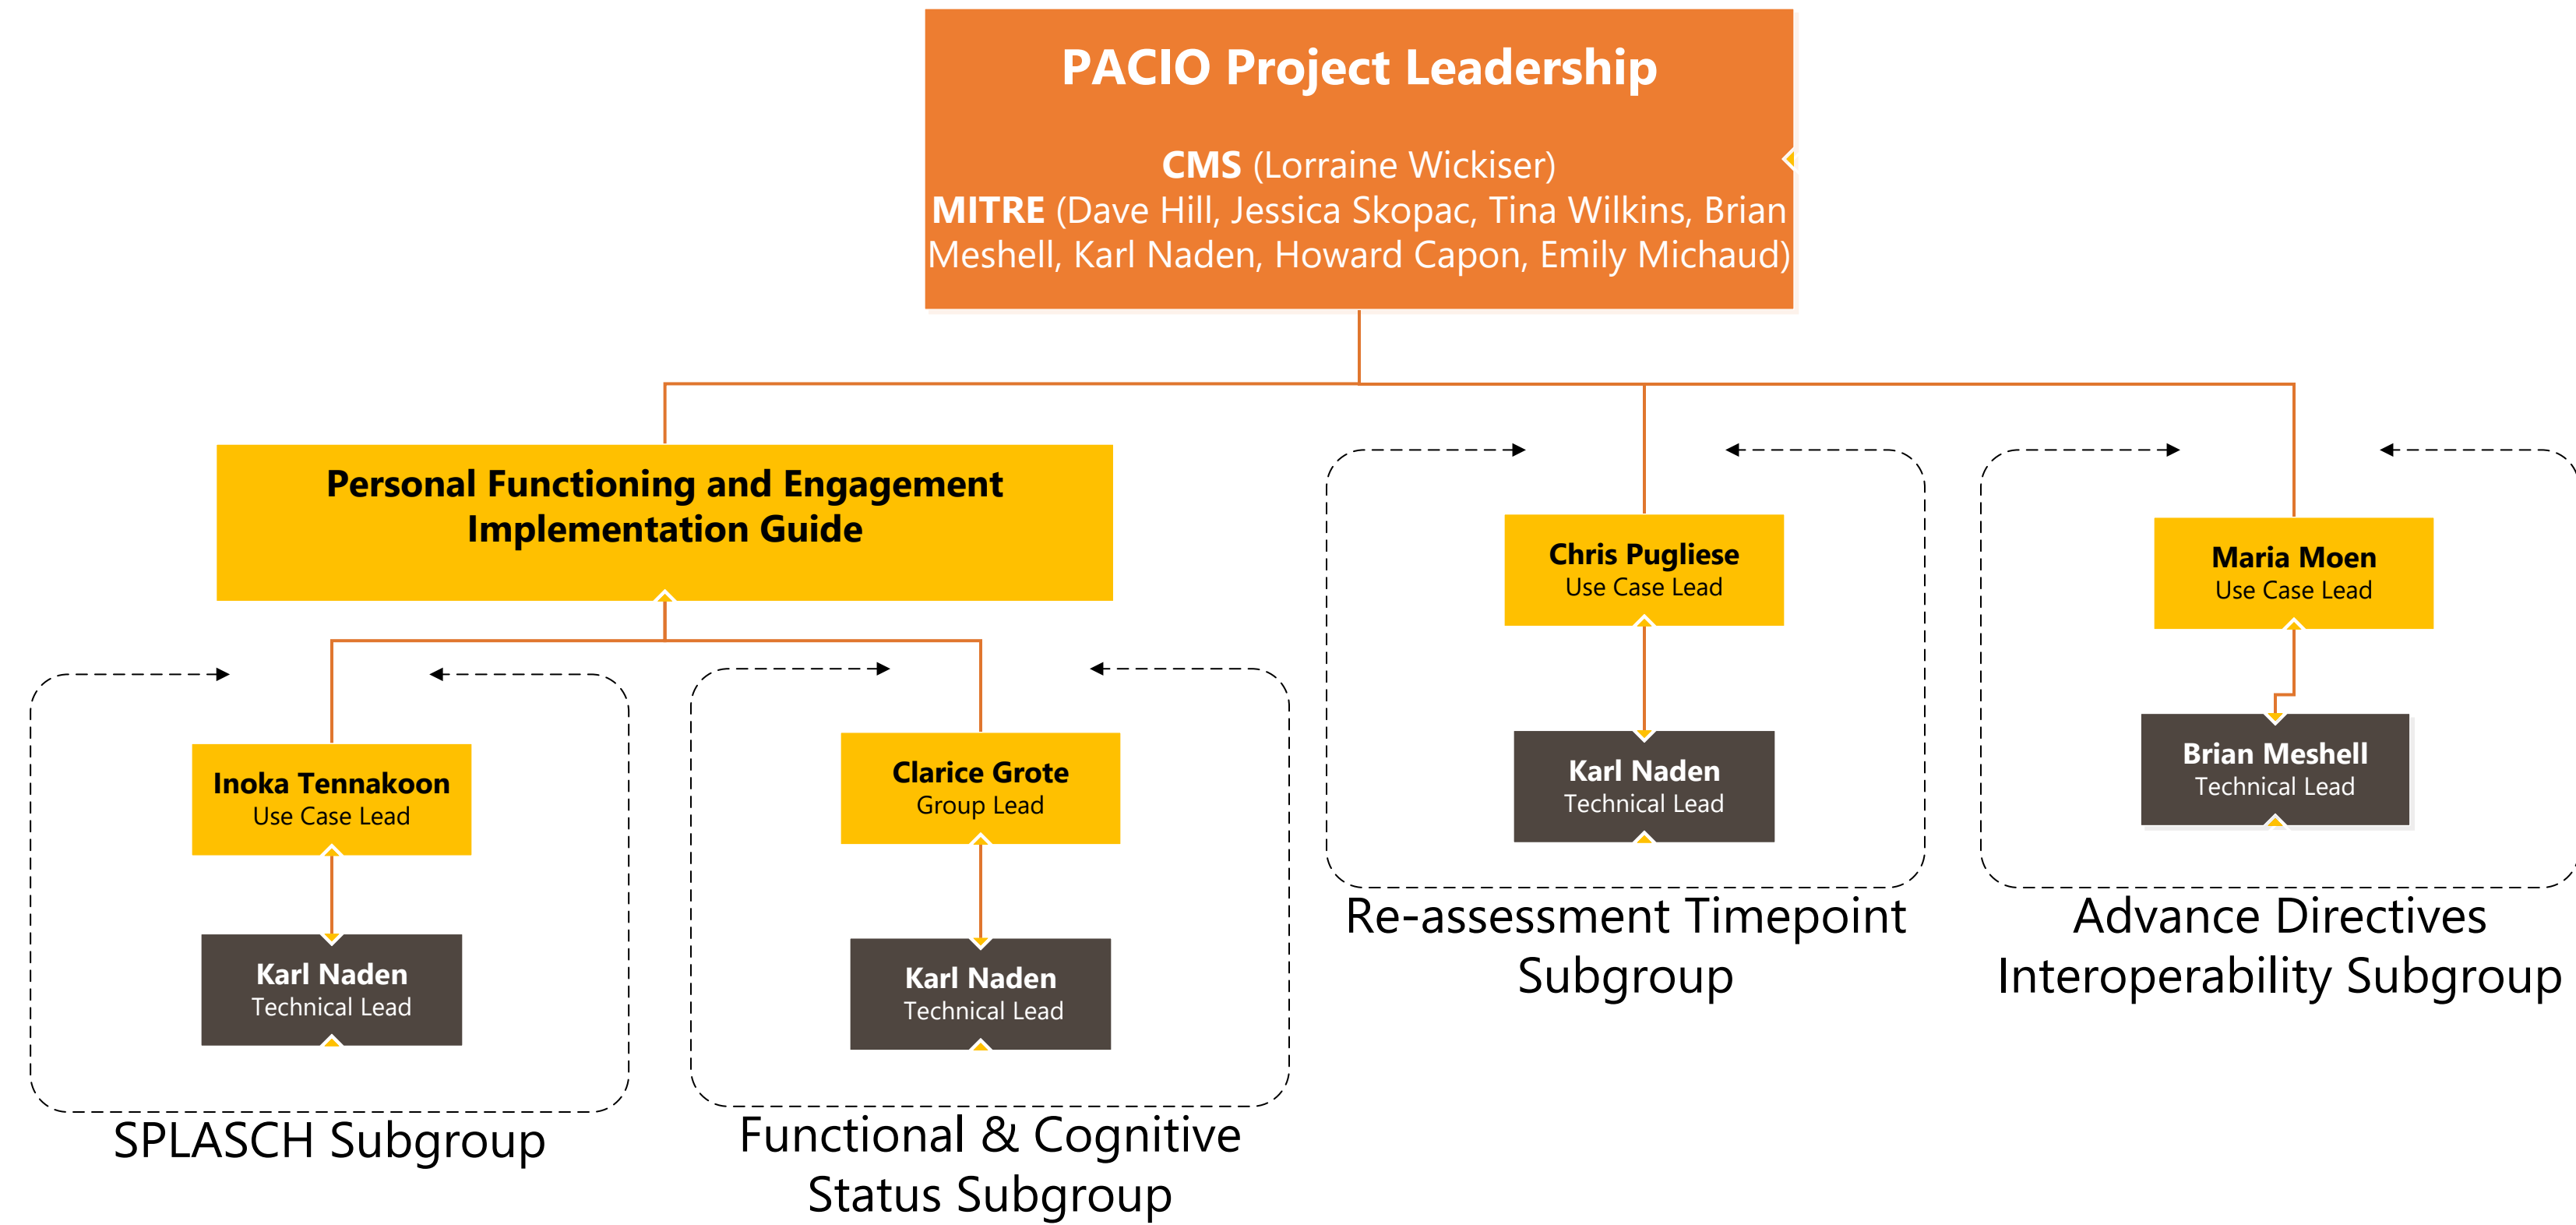 PACIO Project Leadership
CMS (Lorraine Wickiser)
MITRE (Dave Hill, Jessica Skopac, Tina Wilkins, Brian
Meshell, Karl Naden, Howard Capon, Emily Michaud)
Personal Functioning and Engagement
Implementation Guide
Inoka Tennakoon
Use Case Lead
Karl Naden
Technical Lead
SPLASCH Subgroup
Clarice Grote
Group Lead
Karl Naden
Technical Lead
Functional & Cognitive
Status Subgroup
Chris Pugliese
Use Case Lead
Karl Naden
Technical Lead
Re-assessment Timepoint
Subgroup
Maria Moen
Use Case Lead
Brian Meshell
Technical Lead
Advance Directives
Interoperability Subgroup